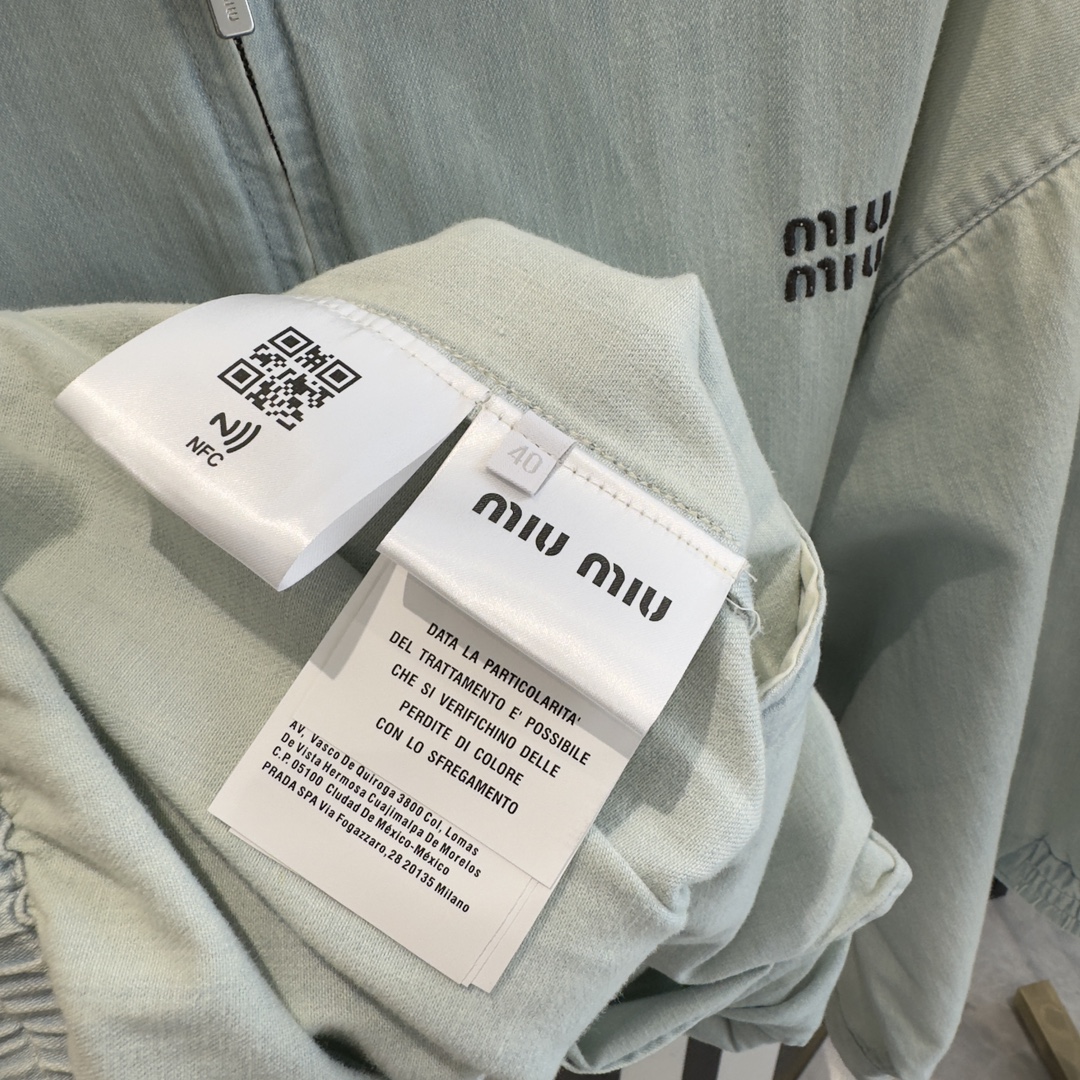 MIU
MIU
MIU
NFC
40
MIU MIU
DATA LA PARTICOLARITA'
DEL TRATTAMENTO E' POSSIBILE
CHE SI VERIFICHINO DELLE
PERDITE DI COLORE
CON LO SFREGAMENTO
AV, Vasco De Quiroga 3800 Col, Lomas
De Vista Hermosa Cuajimalpa De Morelos
C.P. 05100 Ciudad De México-México
PRADA SPA Via Fogazzaro,28 20135 Milano